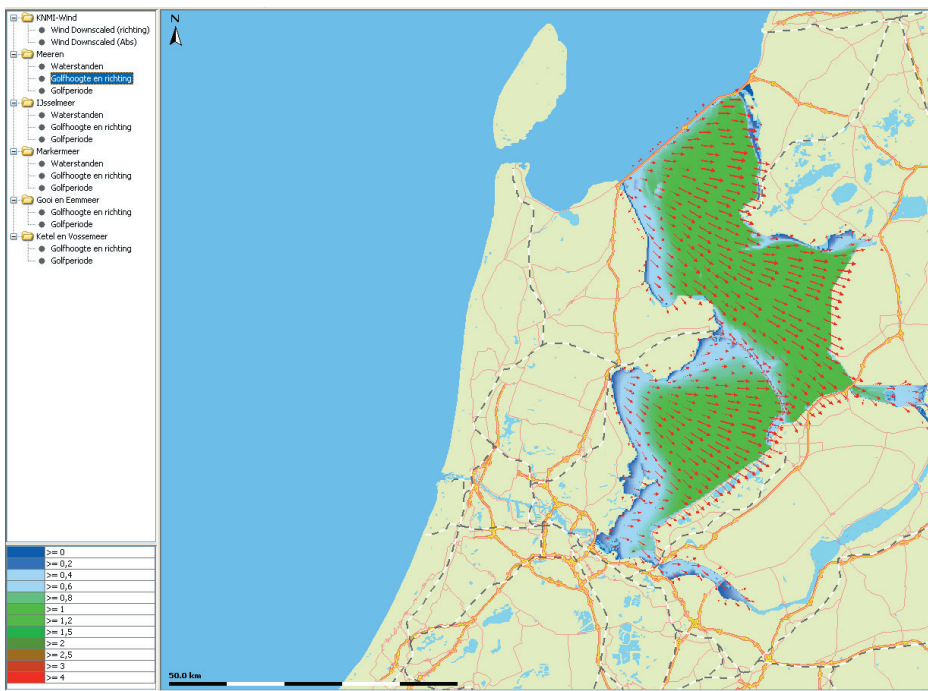 KNMI-Wind
Wind Downscaled (richting)
Wind Downscaled (Abs)
Meeren
Waterstanden
Golfhoogte en richting
Golfperiode
IJsselmeer
Waterstanden
Golfhoogte en richting
Golfperiode
Markermeer
Waterstanden
Golfhoogte en richting
Golfperiode
Gooi en Eemmeer
Golfhoogte en richting
Golfperiode
Ketel en Vossemeer
Golfhoogte en richting
Golfperiode
>= 0
>= 0,2
>= 0,4
>= 0,6
>= 0,8
>= 1
>= 1,2
>= 1,5
>= 2
>= 2,5
>= 3
>= 4
N
50.0 km